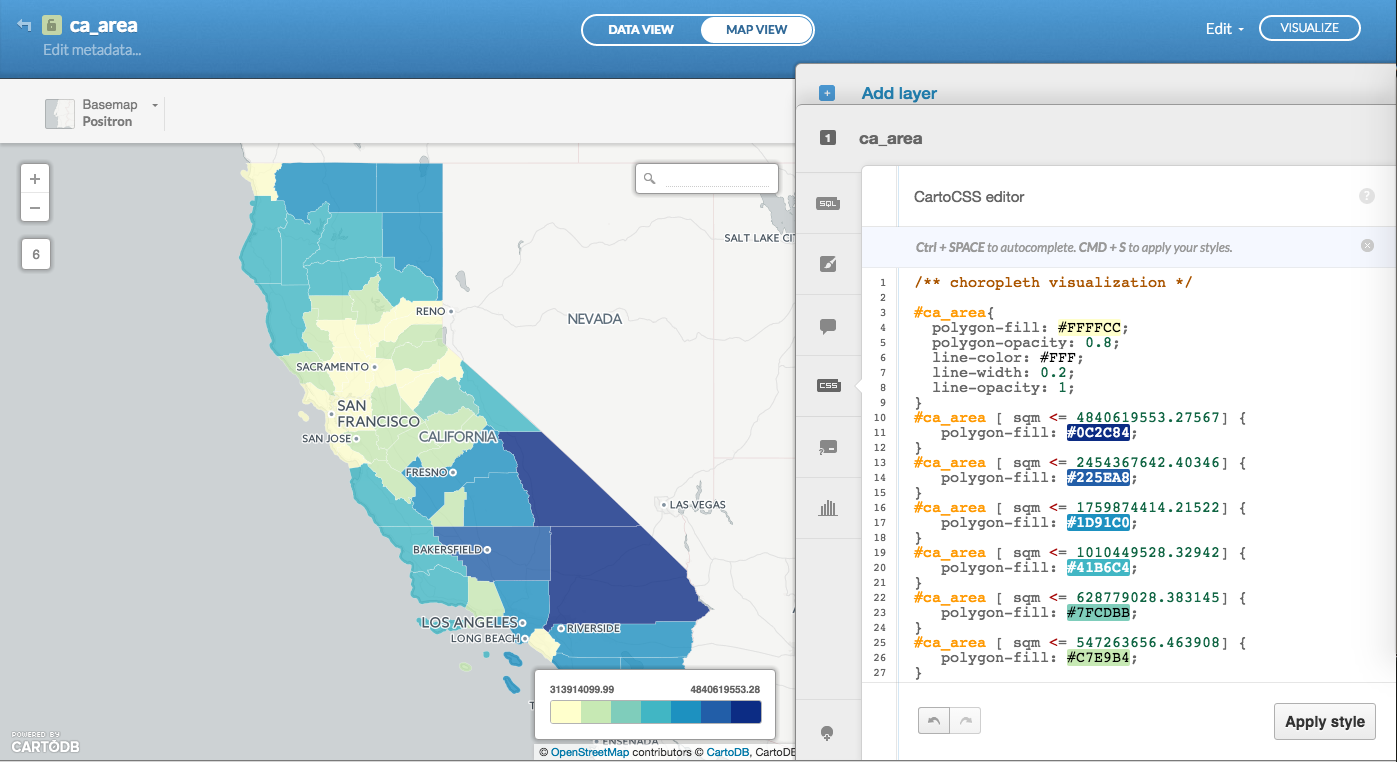 ca_area
Edit metadata...
DATA VIEW
MAP VIEW
Edit
VISUALIZE
Basemap
Positron
+
−
6
SALT LAKE CIT
RENO
NEVADA
SACRAMENTO
SAN
FRANCISCO
SAN JOSE
CALIFORNIA
FRESNO
LAS VEGAS
BAKERSFIELD
LOS ANGELES
LONG BEACH
RIVERSIDE
T
ENSENADA
313914099.99
4840619553.28
POWERED BY
CARTODB
© OpenStreetMap contributors © CartoDB, CartoDB
+
Add layer
1
ca_area
SQL
CSS
CartoCSS editor
?
Ctrl + SPACE to autocomplete. CMD + S to apply your styles.
1 /** choropleth visualization */
2
3 #ca_area{
4 polygon-fill: #FFFFCC;
5 polygon-opacity: 0.8;
6 line-color: #FFF;
7 line-width: 0.2;
8 line-opacity: 1;
9 }
10 #ca_area [ sqm <= 4840619553.27567] {
11 polygon-fill: #0C2C84;
12 }
13 #ca_area [ sqm <= 2454367642.40346] {
14 polygon-fill: #225EA8;
15 }
16 #ca_area [ sqm <= 1759874414.21522] {
17 polygon-fill: #1D91C0;
18 }
19 #ca_area [ sqm <= 1010449528.32942] {
20 polygon-fill: #41B6C4;
21 }
22 #ca_area [ sqm <= 628779028.383145] {
23 polygon-fill: #7FCDBB;
24 }
25 #ca_area [ sqm <= 547263656.463908] {
26 polygon-fill: #C7E9B4;
27 }
Apply style